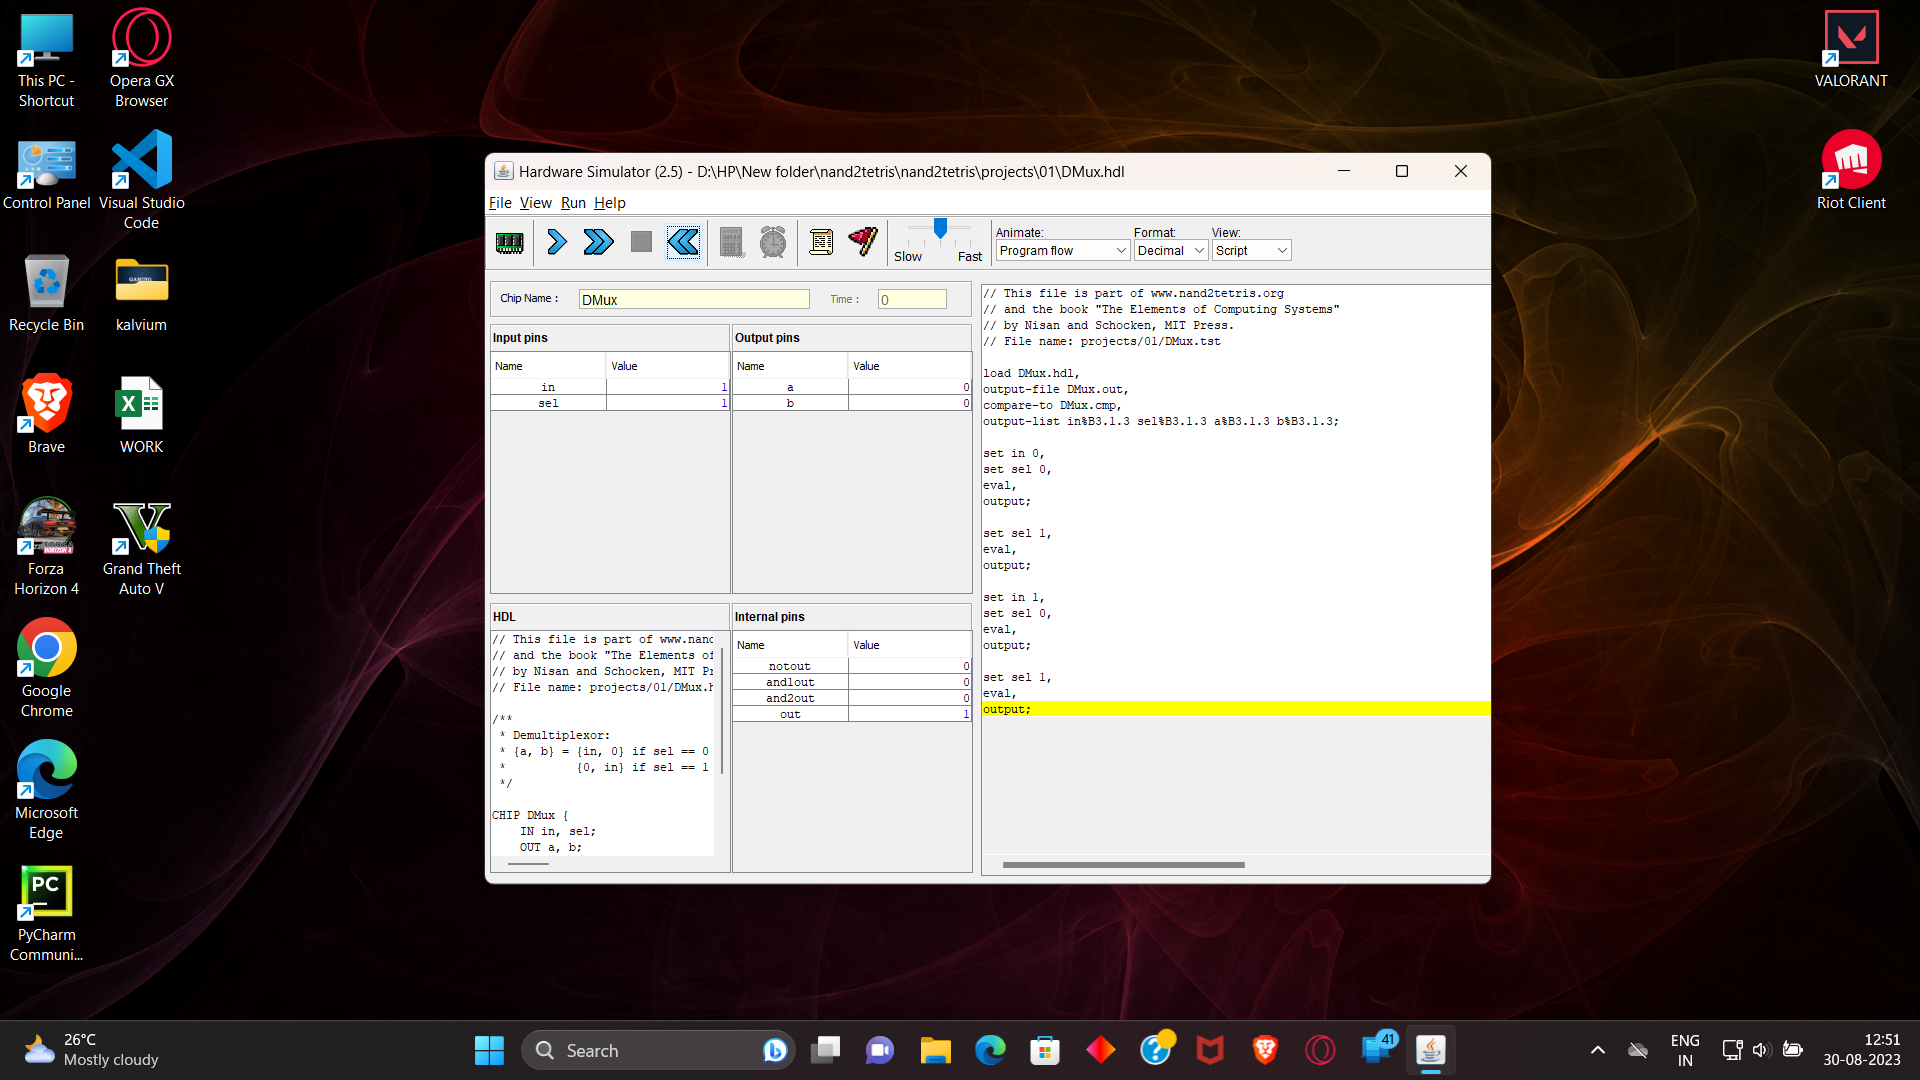 This PC -
Shortcut
Opera GX
Browser
Control Panel
Visual Studio
Code
Recycle Bin
GAMING
kalvium
Brave
WORK
HORIZON 4
Forza
Horizon 4
Grand Theft
Auto V
Google
Chrome
Microsoft
Edge
PC
PyCharm
Communi...
VALORANT
Riot Client
Hardware Simulator (2.5) - D:\HP\New folder\nand2tetris\nand2tetris\projects\01\DMux.hdl
File View Run Help
Slow Fast
Animate:
Program flow
Format:
Decimal
View:
Script
Chip Name : DMux Time : 0
Input pins
Name Value
in 1
sel 1
Output pins
Name Value
a 0
b 0
HDL
// This file is part of www.nand
// and the book "The Elements of
// by Nisan and Schocken, MIT Pr
// File name: projects/01/DMux.h
/**
* Demultiplexor:
* {a, b} = {in, 0} if sel == 0
* {0, in} if sel == 1
*/
CHIP DMux {
IN in, sel;
OUT a, b;
Internal pins
Name Value
notout 0
and1out 0
and2out 0
out 1
// This file is part of www.nand2tetris.org
// and the book "The Elements of Computing Systems"
// by Nisan and Schocken, MIT Press.
// File name: projects/01/DMux.tst
load DMux.hdl,
output-file DMux.out,
compare-to DMux.cmp,
output-list in%B3.1.3 sel%B3.1.3 a%B3.1.3 b%B3.1.3;
set in 0,
set sel 0,
eval,
output;
set sel 1,
eval,
output;
set in 1,
set sel 0,
eval,
output;
set sel 1,
eval,
output;
26°C
Mostly cloudy
Search
41
ENG
IN
12:51
30-08-2023